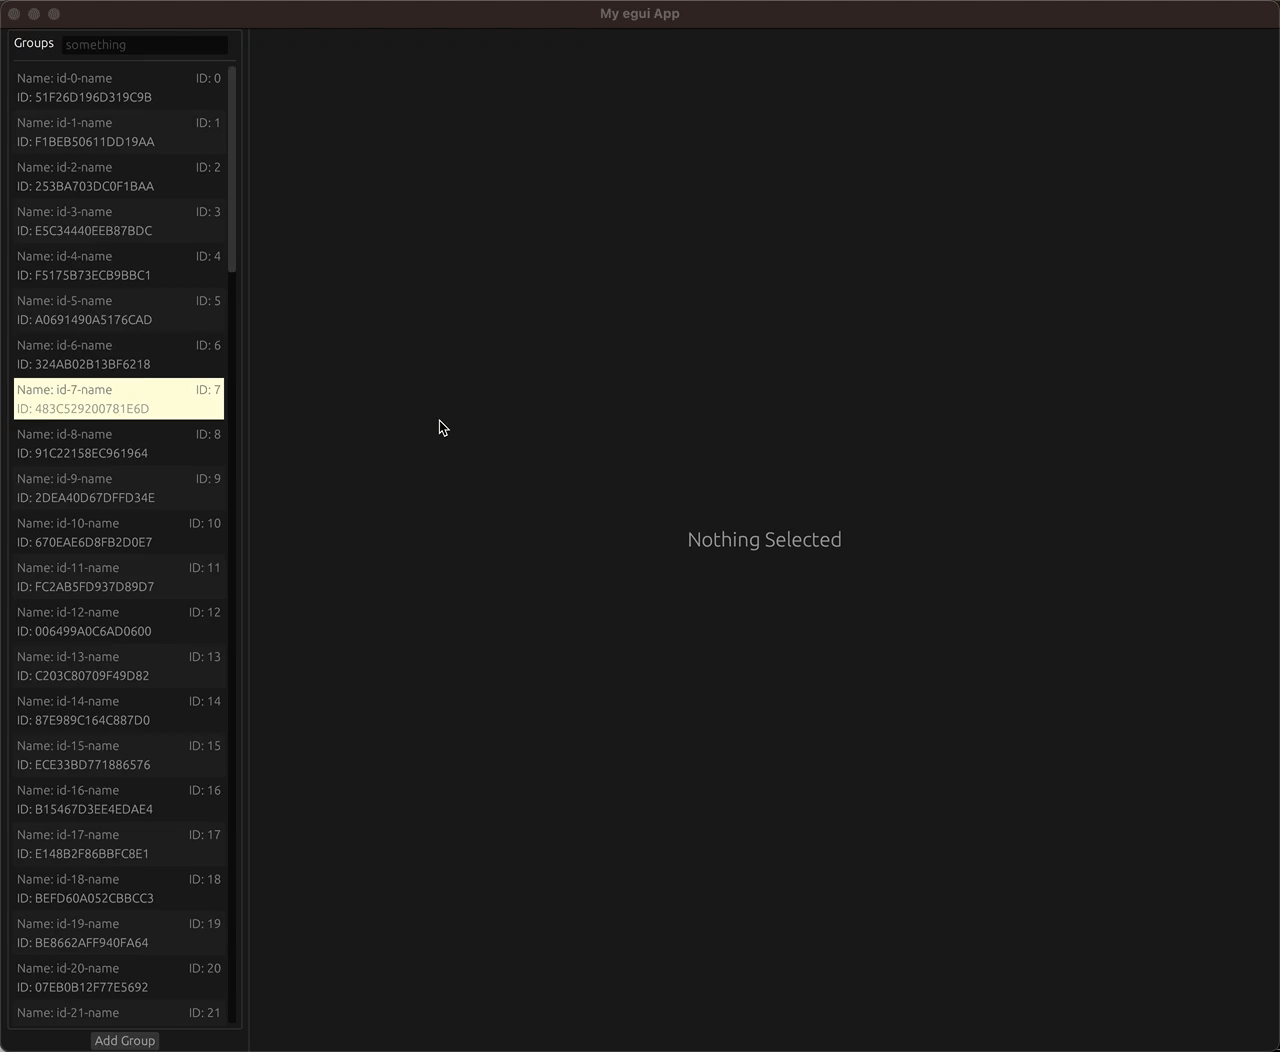 My egui App
Groups something
Name: id-0-name ID: 0
ID: 51F26D196D319C9B
Name: id-1-name ID: 1
ID: F1BEB50611DD19AA
Name: id-2-name ID: 2
ID: 253BA703DC0F1BAA
Name: id-3-name ID: 3
ID: E5C34440EEB87BDC
Name: id-4-name ID: 4
ID: F5175B73ECB9BBC1
Name: id-5-name ID: 5
ID: A0691490A5176CAD
Name: id-6-name ID: 6
ID: 324AB02B13BF6218
Name: id-7-name ID: 7
ID: 483C529200781E6D
Name: id-8-name ID: 8
ID: 91C22158EC961964
Name: id-9-name ID: 9
ID: 2DEA40D67DFFD34E
Name: id-10-name ID: 10
ID: 670EAE6D8FB2D0E7
Name: id-11-name ID: 11
ID: FC2AB5FD937D89D7
Name: id-12-name ID: 12
ID: 006499A0C6AD0600
Name: id-13-name ID: 13
ID: C203C80709F49D82
Name: id-14-name ID: 14
ID: 87E989C164C887D0
Name: id-15-name ID: 15
ID: ECE33BD771886576
Name: id-16-name ID: 16
ID: B15467D3EE4EDAE4
Name: id-17-name ID: 17
ID: E148B2F86BBFC8E1
Name: id-18-name ID: 18
ID: BEFD60A052CBBCC3
Name: id-19-name ID: 19
ID: BE8662AFF940FA64
Name: id-20-name ID: 20
ID: 07EB0B12F77E5692
Name: id-21-name ID: 21
Add Group
Nothing Selected